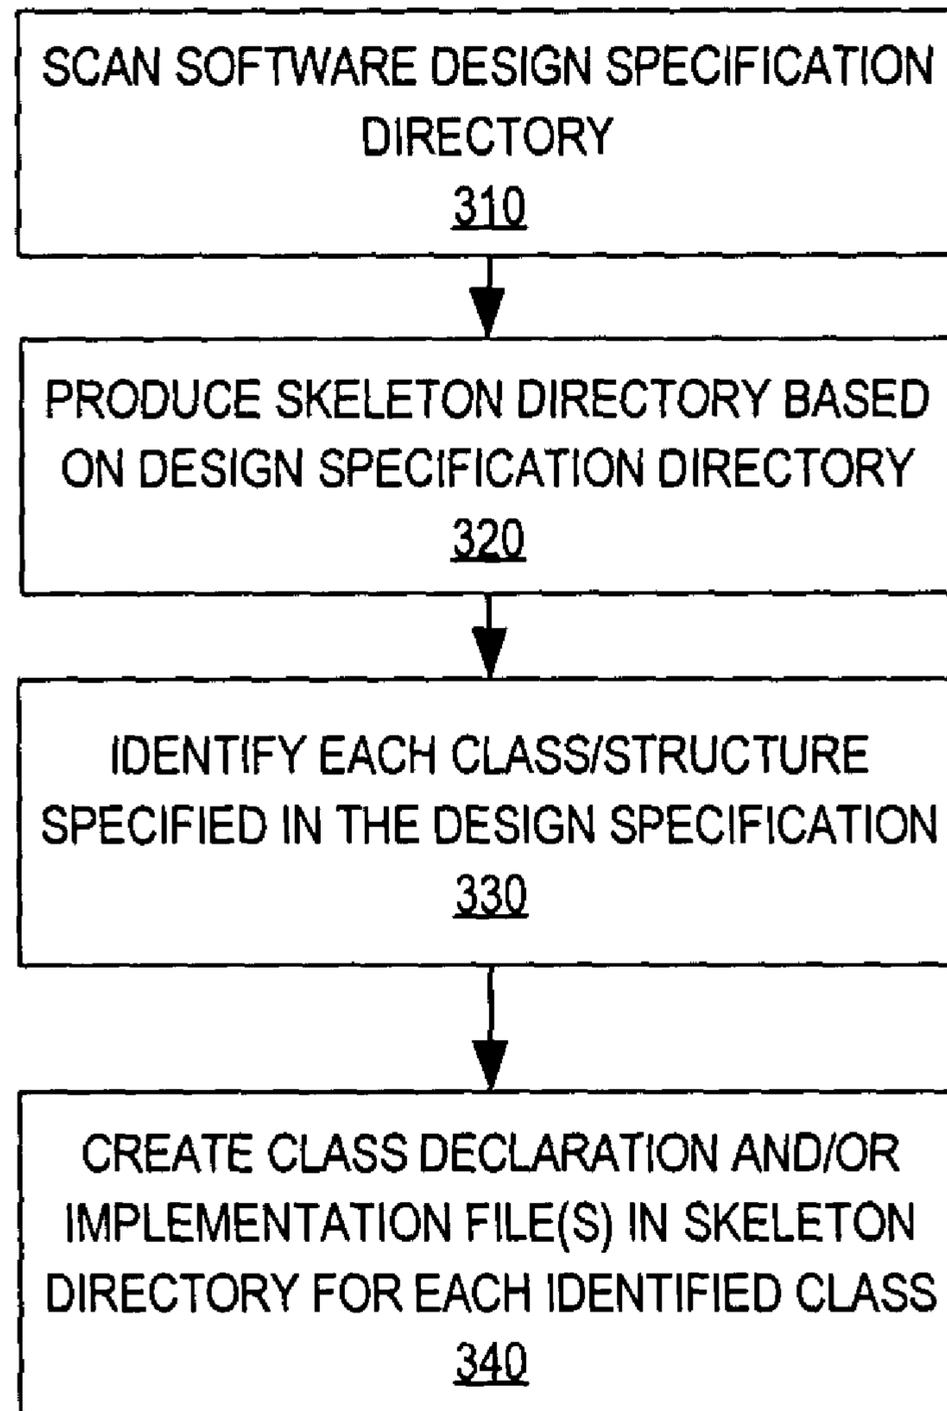 SCAN SOFTWARE DESIGN SPECIFICATION
DIRECTORY
310
PRODUCE SKELETON DIRECTORY BASED
ON DESIGN SPECIFICATION DIRECTORY
320
IDENTIFY EACH CLASS/STRUCTURE
SPECIFIED IN THE DESIGN SPECIFICATION
330
CREATE CLASS DECLARATION AND/OR
IMPLEMENTATION FILE(S) IN SKELETON
DIRECTORY FOR EACH IDENTIFIED CLASS
340